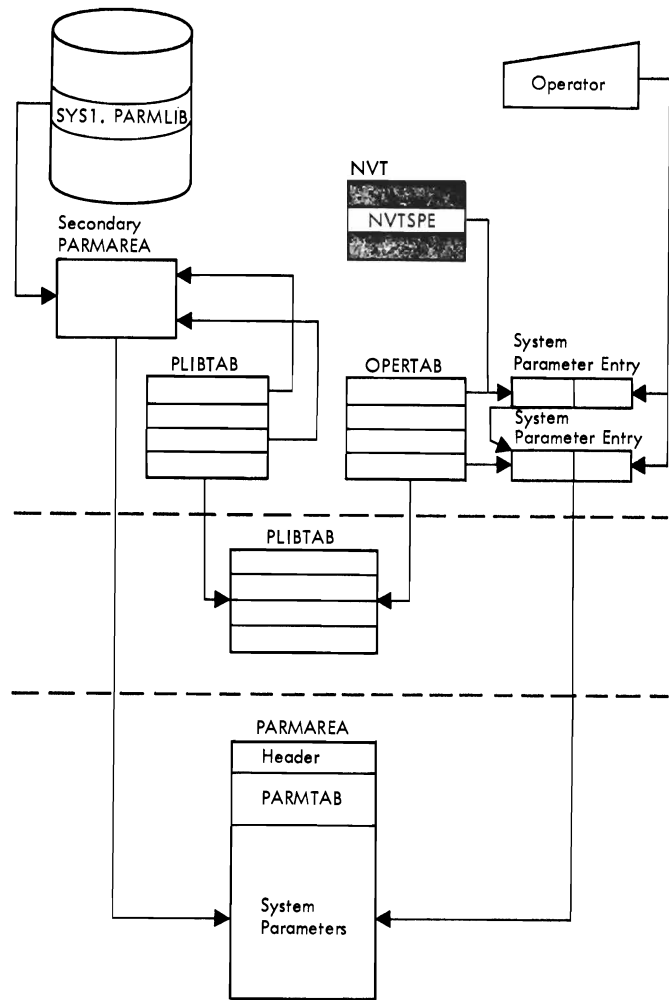 SYS1. PARMLIB
Operator
NVT
NVTSPE
Secondary
PARMAREA
System
Parameter Entry
PLIBTAB
OPERTAB
System
Parameter Entry
PLIBTAB
PARMAREA
Header
PARMTAB
System
Parameters